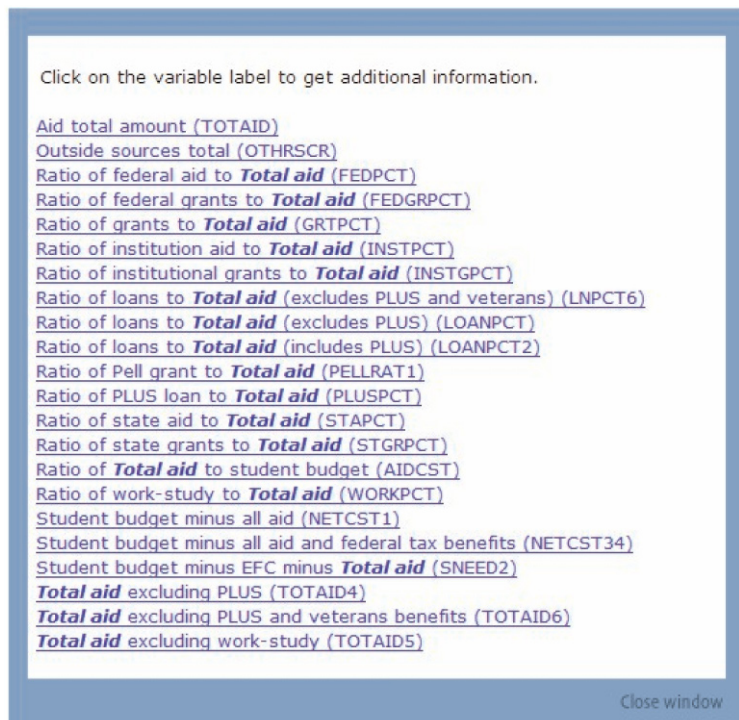 Click on the variable label to get additional information.
Aid total amount (TOTAID)
Outside sources total (OTHRSCR)
Ratio of federal aid to Total aid (FEDPCT)
Ratio of federal grants to Total aid (FEDGRPCT)
Ratio of grants to Total aid (GRTPCT)
Ratio of institution aid to Total aid (INSTPCT)
Ratio of institutional grants to Total aid (INSTGPCT)
Ratio of loans to Total aid (excludes PLUS and veterans) (LNPCT6)
Ratio of loans to Total aid (excludes PLUS) (LOANPCT)
Ratio of loans to Total aid (includes PLUS) (LOANPCT2)
Ratio of Pell grant to Total aid (PELLRAT1)
Ratio of PLUS loan to Total aid (PLUSPCT)
Ratio of state aid to Total aid (STAPCT)
Ratio of state grants to Total aid (STGRPCT)
Ratio of Total aid to student budget (AIDCST)
Ratio of work-study to Total aid (WORKPCT)
Student budget minus all aid (NETCST1)
Student budget minus all aid and federal tax benefits (NETCST34)
Student budget minus EFC minus Total aid (SNEED2)
Total aid excluding PLUS (TOTAID4)
Total aid excluding PLUS and veterans benefits (TOTAID6)
Total aid excluding work-study (TOTAID5)
Close window